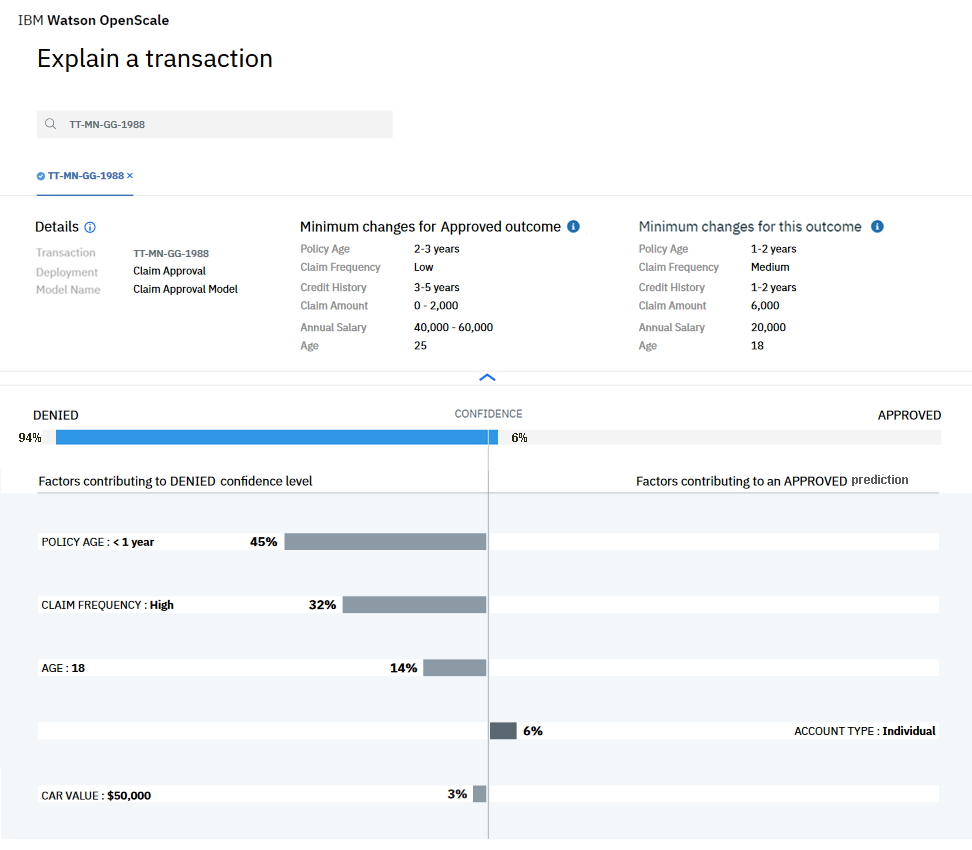 IBM Watson OpenScale
Explain a transaction
TT-MN-GG-1988
TT-MN-GG-1988 ×
Details
Transaction TT-MN-GG-1988
Deployment Claim Approval
Model Name Claim Approval Model
Minimum changes for Approved outcome
Policy Age 2-3 years
Claim Frequency Low
Credit History 3-5 years
Claim Amount 0 - 2,000
Annual Salary 40,000 - 60,000
Age 25
Minimum changes for this outcome
Policy Age 1-2 years
Claim Frequency Medium
Credit History 1-2 years
Claim Amount 6,000
Annual Salary 20,000
Age 18
DENIED CONFIDENCE APPROVED
94% 6%
Factors contributing to DENIED confidence level Factors contributing to an APPROVED prediction
POLICY AGE : < 1 year 45%
CLAIM FREQUENCY : High 32%
AGE : 18 14%
6% ACCOUNT TYPE : Individual
CAR VALUE : $50,000 3%